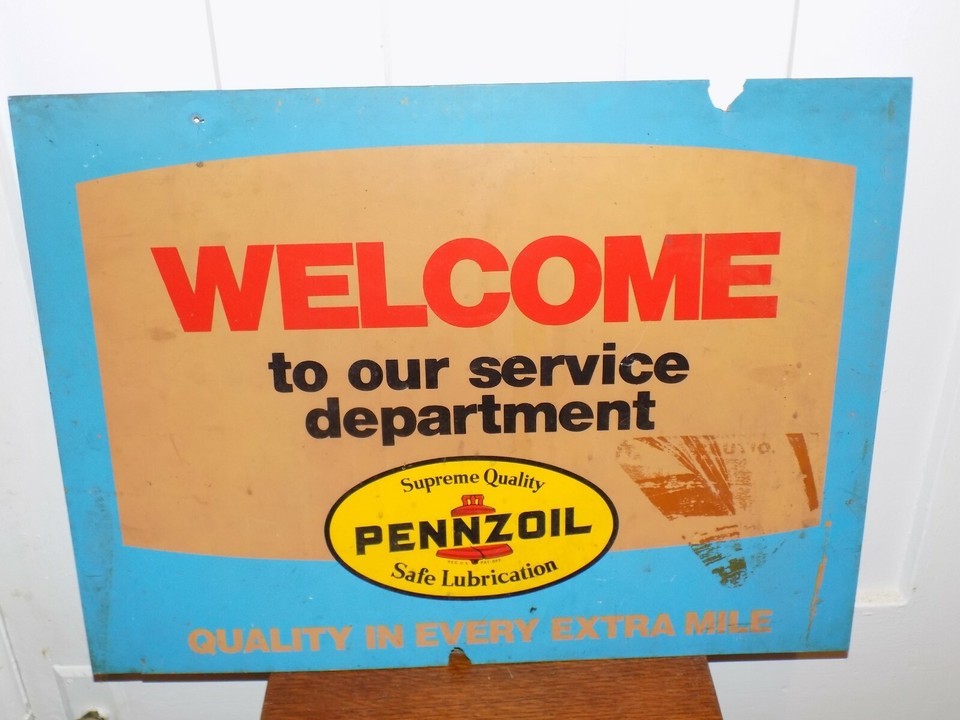 WELCOME
to our service
department
Supreme Quality
PENNZOIL
Safe Lubrication
QUALITY IN EVERY EXTRA MILE